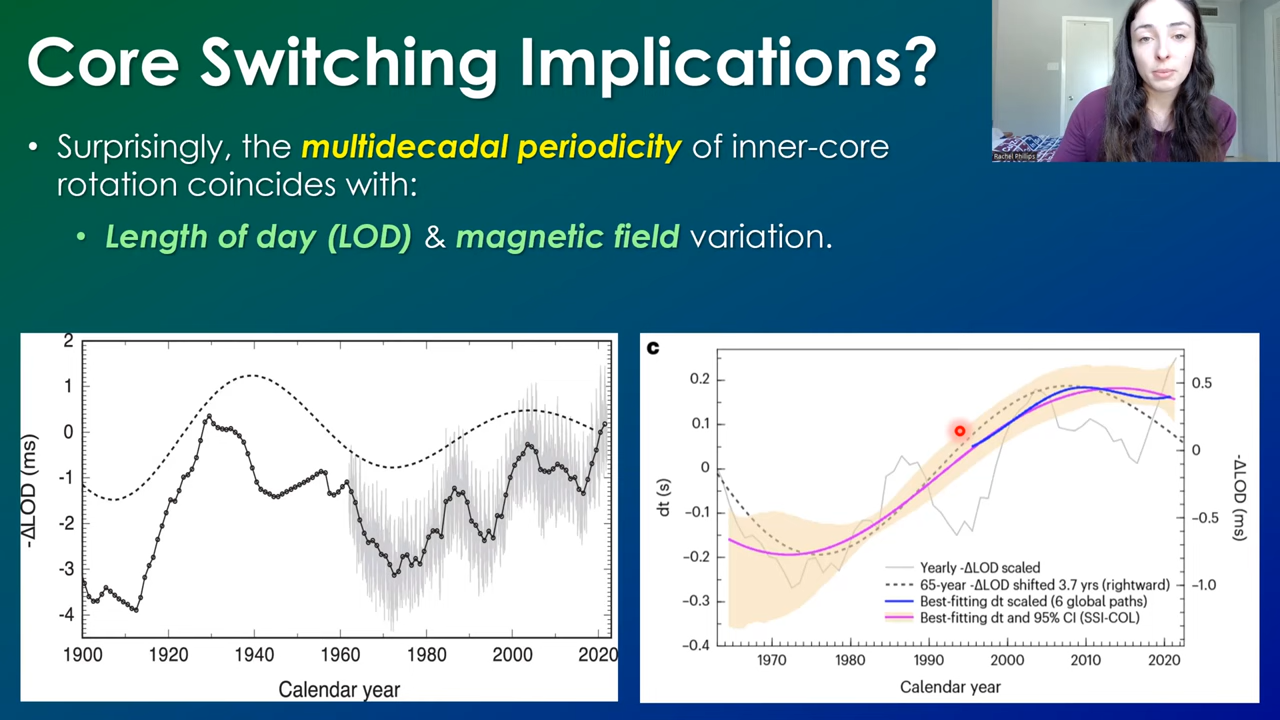 Core Switching Implications?
Rachel Phillips
• Surprisingly, the multidecadal periodicity of inner-core
rotation coincides with:
• Length of day (LOD) & magnetic field variation.
2
1
0
-1
-2
-3
-4
-ΔLOD (ms)
1900 1920 1940 1960 1980 2000 2020
Calendar year
c
0.2
0.1
0
−0.1
−0.2
−0.3
−0.4
dt (s)
0.5
0
−0.5
−1.0
-ΔLOD (ms)
Yearly -ΔLOD scaled
65-year -ΔLOD shifted 3.7 yrs (rightward)
Best-fitting dt scaled (6 global paths)
Best-fitting dt and 95% CI (SSI-COL)
1970 1980 1990 2000 2010 2020
Calendar year